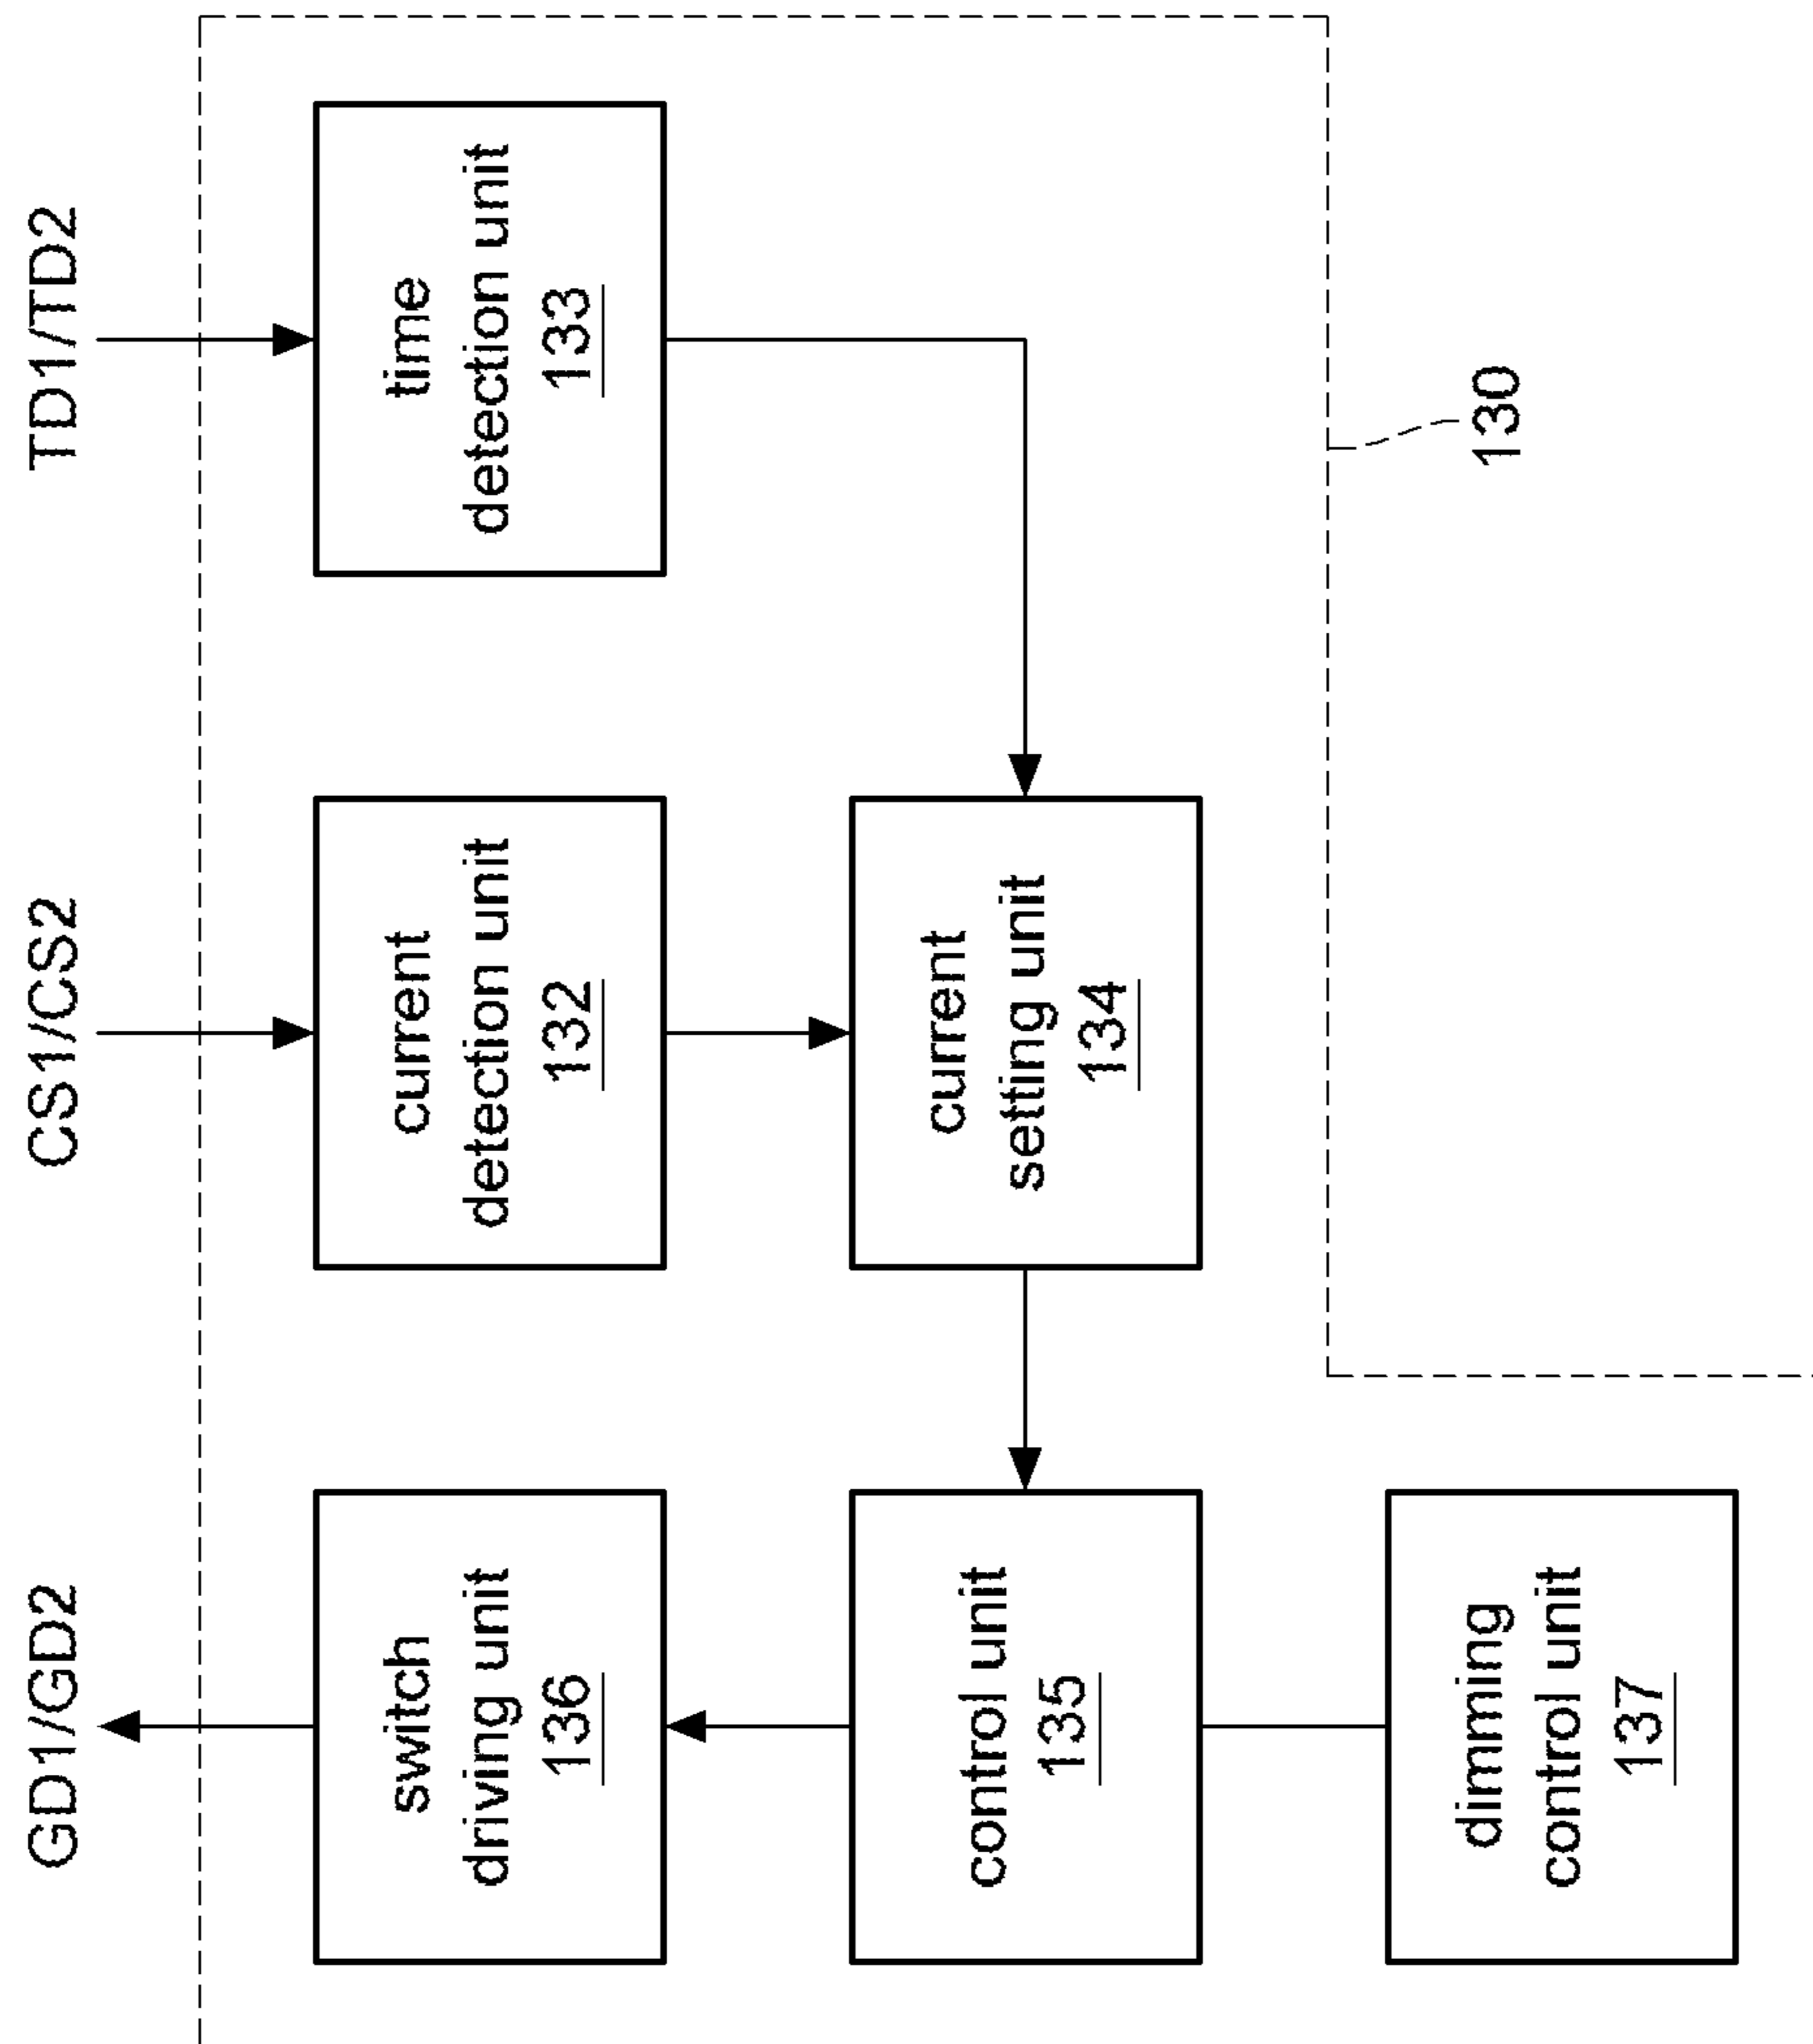 TD1/TD2
time
detection unit
133
CS1/CS2
current
detection unit
132
current
setting unit
134
130
GD1/GD2
switch
driving unit
136
control unit
135
dimming
control unit
137